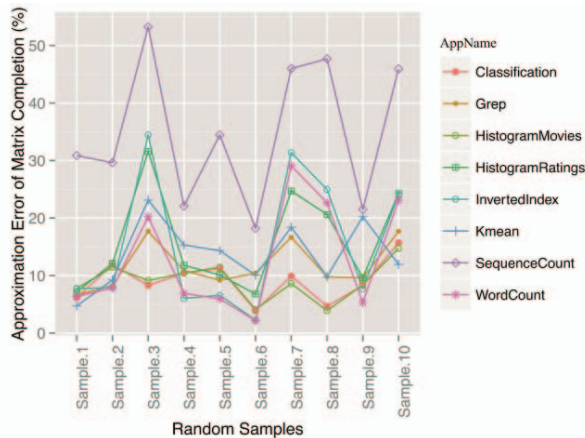 Approximation Error of Matrix Completion (%)
50
40
30
20
10
0
Sample.1
Sample.2
Sample.3
Sample.4
Sample.5
Sample.6
Sample.7
Sample.8
Sample.9
Sample.10
Random Samples
AppName
Classification
Grep
HistogramMovies
HistogramRatings
InvertedIndex
Kmean
SequenceCount
WordCount